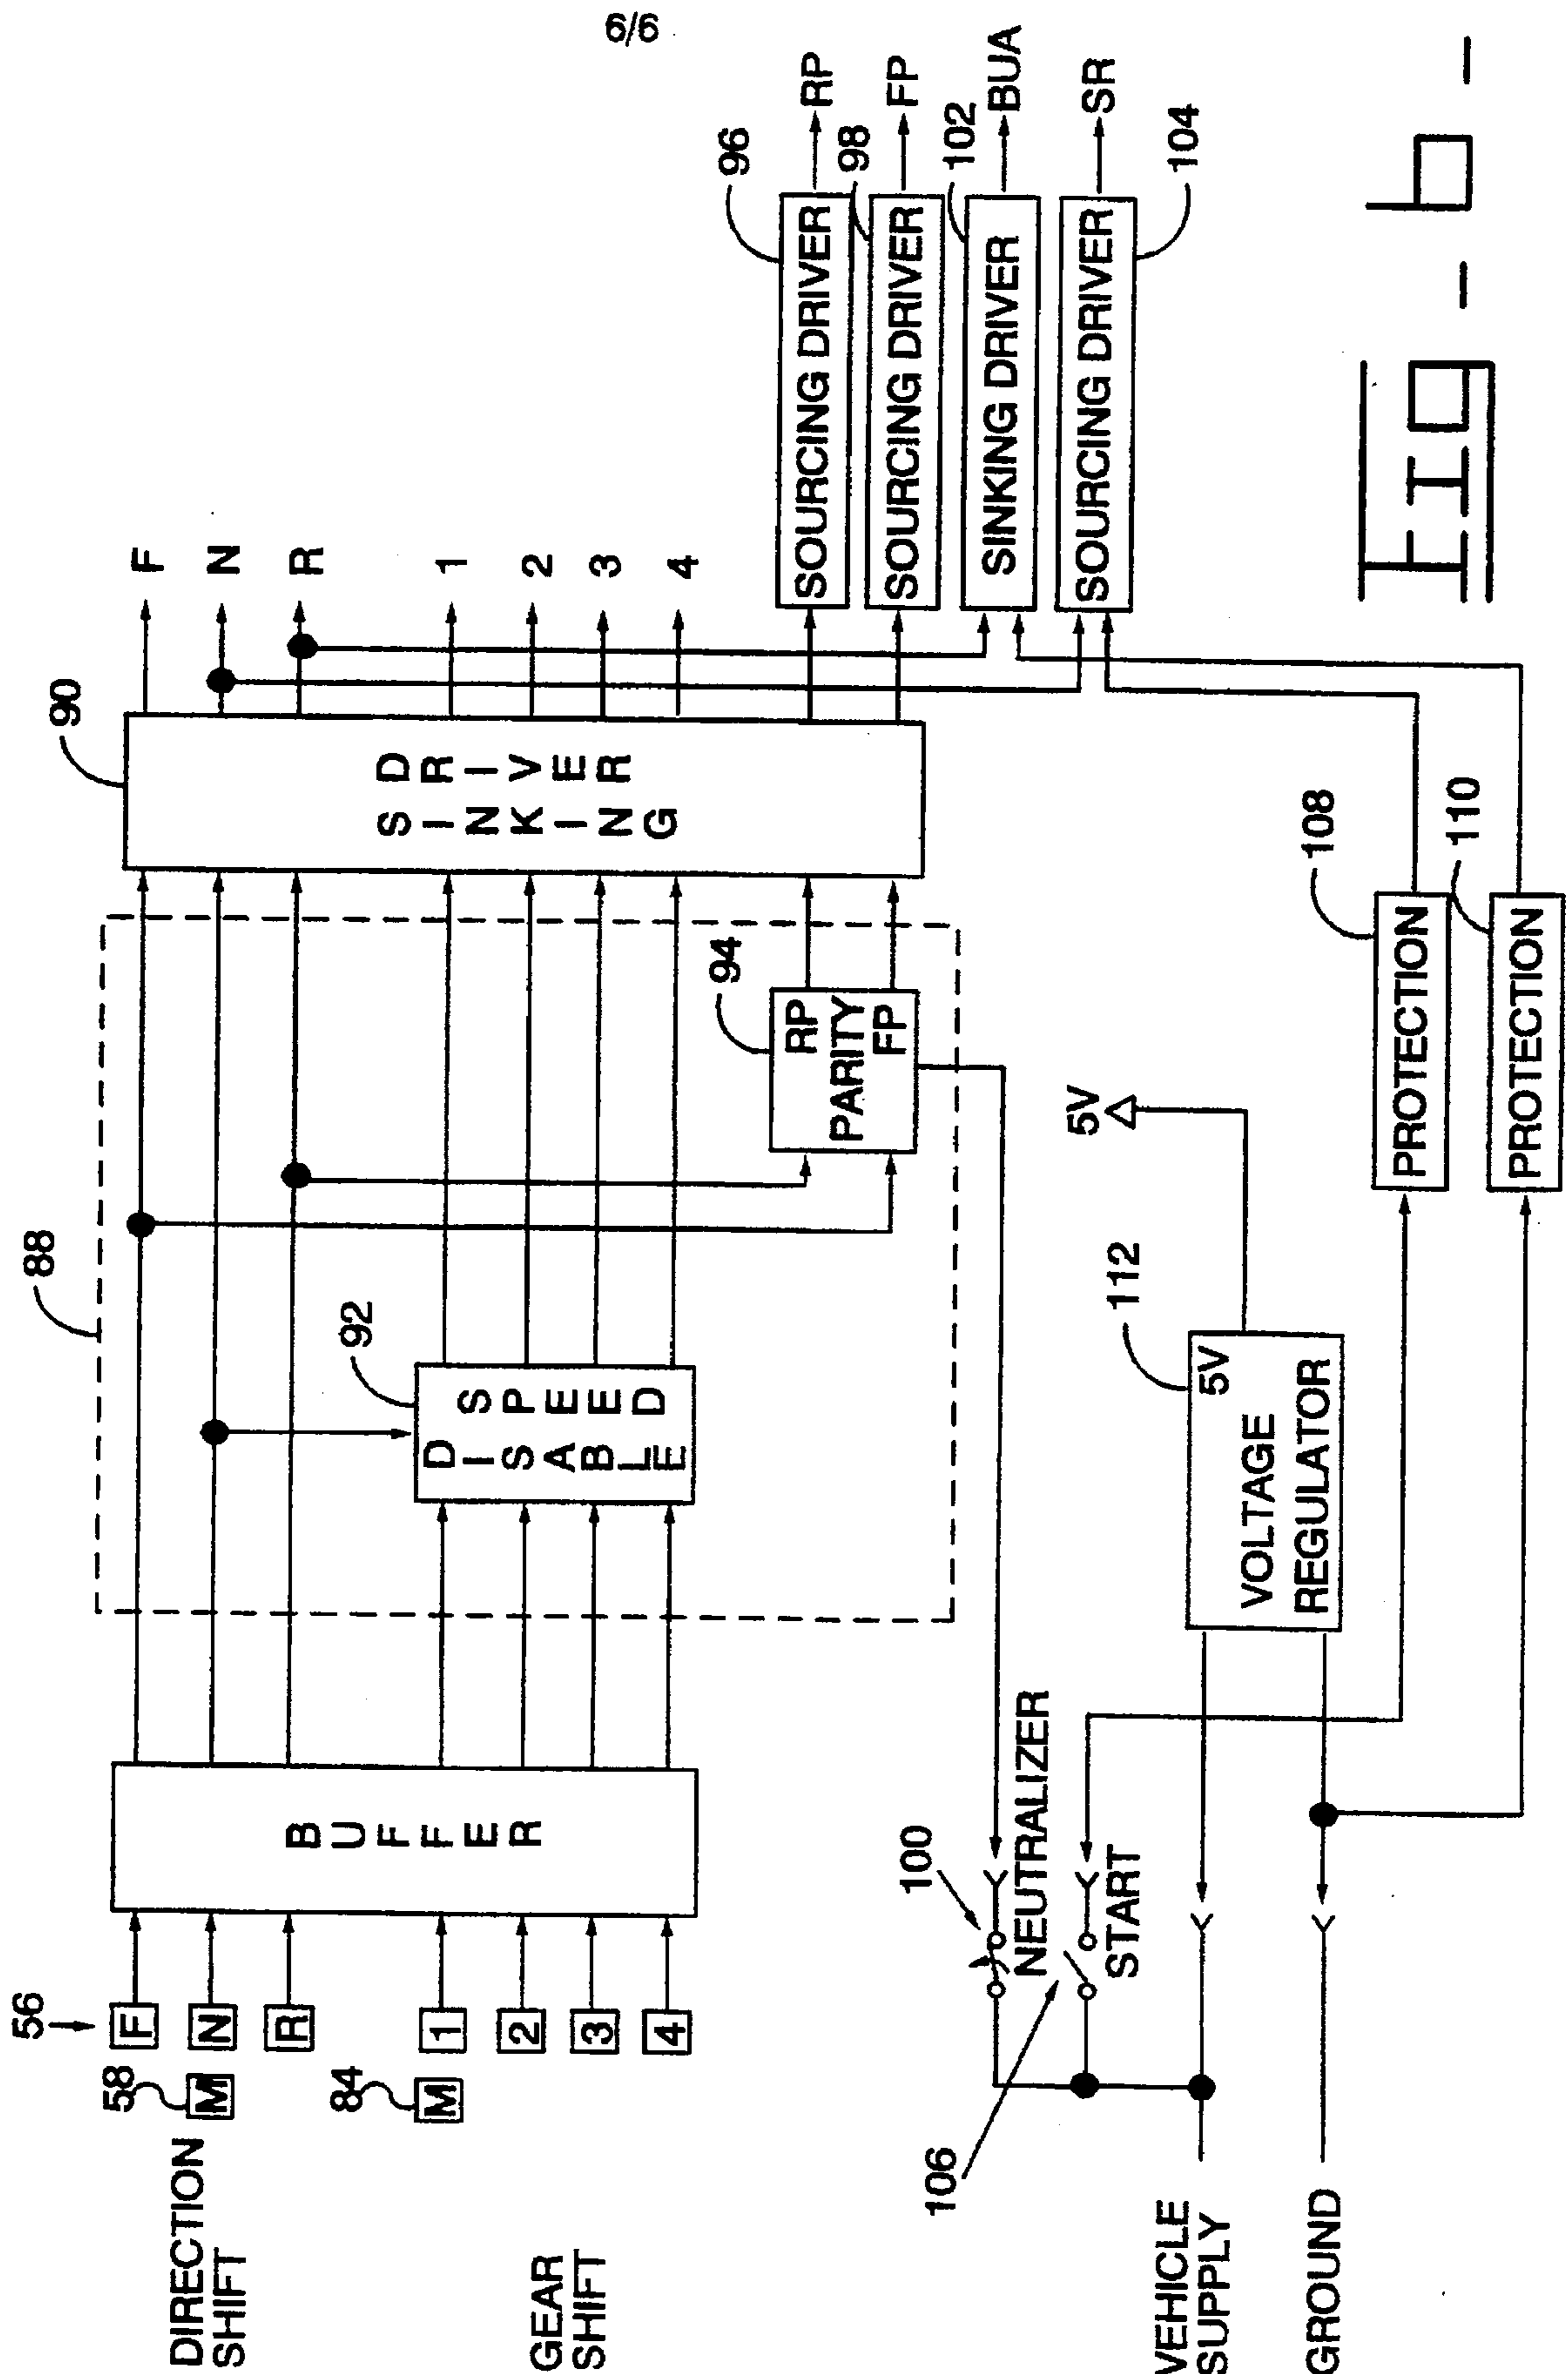 6/6
56
F
N
R
1
2
3
4
58
M
84
M
DIRECTION
SHIFT
GEAR
SHIFT
BUFFER
88
92
SPEED
DISABLE
94
RP
PARITY
FP
90
DRIVER
SINKING
F
N
R
1
2
3
4
96
SOURCING DRIVER
RP
98
SOURCING DRIVER
FP
102
SINKING DRIVER
BUA
SOURCING DRIVER
SR
104
100
NEUTRALIZER
106
START
VEHICLE
SUPPLY
GROUND
112
5V
VOLTAGE
REGULATOR
5V
108
PROTECTION
110
PROTECTION